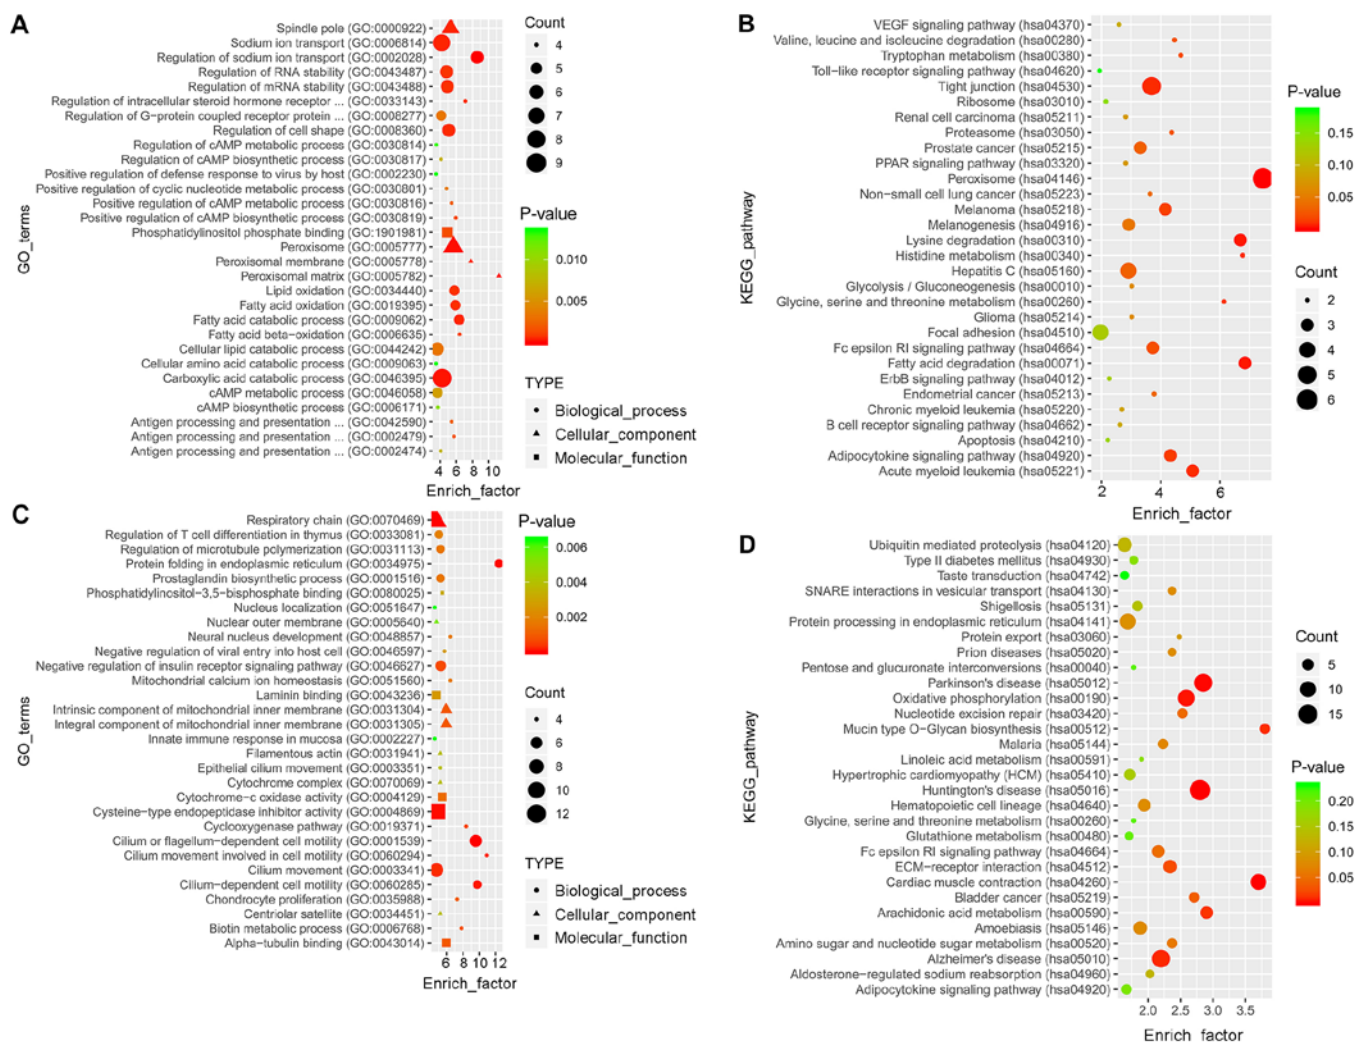 A
GO_terms
Spindle pole (GO:0000922)
Sodium ion transport (GO:0006814)
Regulation of sodium ion transport (GO:0002028)
Regulation of RNA stability (GO:0043487)
Regulation of mRNA stability (GO:0043488)
Regulation of intracellular steroid hormone receptor ... (GO:0033143)
Regulation of G-protein coupled receptor protein ... (GO:0008277)
Regulation of cell shape (GO:0008360)
Regulation of cAMP metabolic process (GO:0030814)
Regulation of cAMP biosynthetic process (GO:0030817)
Positive regulation of defense response to virus by host (GO:0002230)
Positive regulation of cyclic nucleotide metabolic process (GO:0030801)
Positive regulation of cAMP metabolic process (GO:0030816)
Positive regulation of cAMP biosynthetic process (GO:0030819)
Phosphatidylinositol phosphate binding (GO:1901981)
Peroxisome (GO:0005777)
Peroxisomal membrane (GO:0005778)
Peroxisomal matrix (GO:0005782)
Lipid oxidation (GO:0034440)
Fatty acid oxidation (GO:0019395)
Fatty acid catabolic process (GO:0009062)
Fatty acid beta-oxidation (GO:0006635)
Cellular lipid catabolic process (GO:0044242)
Cellular amino acid catabolic process (GO:0009063)
Carboxylic acid catabolic process (GO:0046395)
cAMP metabolic process (GO:0046058)
cAMP biosynthetic process (GO:0006171)
Antigen processing and presentation ... (GO:0042590)
Antigen processing and presentation ... (GO:0002479)
Antigen processing and presentation ... (GO:0002474)
4 6 8 10
Enrich_factor
Count
4
5
6
7
8
9
P-value
0.010
0.005
TYPE
Biological_process
Cellular_component
Molecular_function
B
KEGG_pathway
VEGF signaling pathway (hsa04370)
Valine, leucine and isoleucine degradation (hsa00280)
Tryptophan metabolism (hsa00380)
Toll-like receptor signaling pathway (hsa04620)
Tight junction (hsa04530)
Ribosome (hsa03010)
Renal cell carcinoma (hsa05211)
Proteasome (hsa03050)
Prostate cancer (hsa05215)
PPAR signaling pathway (hsa03320)
Peroxisome (hsa04146)
Non-small cell lung cancer (hsa05223)
Melanoma (hsa05218)
Melanogenesis (hsa04916)
Lysine degradation (hsa00310)
Histidine metabolism (hsa00340)
Hepatitis C (hsa05160)
Glycolysis / Gluconeogenesis (hsa00010)
Glycine, serine and threonine metabolism (hsa00260)
Glioma (hsa05214)
Focal adhesion (hsa04510)
Fc epsilon RI signaling pathway (hsa04664)
Fatty acid degradation (hsa00071)
ErbB signaling pathway (hsa04012)
Endometrial cancer (hsa05213)
Chronic myeloid leukemia (hsa05220)
B cell receptor signaling pathway (hsa04662)
Apoptosis (hsa04210)
Adipocytokine signaling pathway (hsa04920)
Acute myeloid leukemia (hsa05221)
2 4 6
Enrich_factor
P-value
0.15
0.10
0.05
Count
2
3
4
5
6
C
GO_terms
Respiratory chain (GO:0070469)
Regulation of T cell differentiation in thymus (GO:0033081)
Regulation of microtubule polymerization (GO:0031113)
Protein folding in endoplasmic reticulum (GO:0034975)
Prostaglandin biosynthetic process (GO:0001516)
Phosphatidylinositol-3,5-bisphosphate binding (GO:0080025)
Nucleus localization (GO:0051647)
Nuclear outer membrane (GO:0005640)
Neural nucleus development (GO:0048857)
Negative regulation of viral entry into host cell (GO:0046597)
Negative regulation of insulin receptor signaling pathway (GO:0046627)
Mitochondrial calcium ion homeostasis (GO:0051560)
Laminin binding (GO:0043236)
Intrinsic component of mitochondrial inner membrane (GO:0031304)
Integral component of mitochondrial inner membrane (GO:0031305)
Innate immune response in mucosa (GO:0002227)
Filamentous actin (GO:0031941)
Epithelial cilium movement (GO:0003351)
Cytochrome complex (GO:0070069)
Cytochrome-c oxidase activity (GO:0004129)
Cysteine-type endopeptidase inhibitor activity (GO:0004869)
Cyclooxygenase pathway (GO:0019371)
Cilium or flagellum-dependent cell motility (GO:0001539)
Cilium movement involved in cell motility (GO:0060294)
Cilium movement (GO:0003341)
Cilium-dependent cell motility (GO:0060285)
Chondrocyte proliferation (GO:0035988)
Centriolar satellite (GO:0034451)
Biotin metabolic process (GO:0006768)
Alpha-tubulin binding (GO:0043014)
6 8 10 12
Enrich_factor
P-value
0.006
0.004
0.002
Count
4
6
8
10
12
TYPE
Biological_process
Cellular_component
Molecular_function
D
KEGG_pathway
Ubiquitin mediated proteolysis (hsa04120)
Type II diabetes mellitus (hsa04930)
Taste transduction (hsa04742)
SNARE interactions in vesicular transport (hsa04130)
Shigellosis (hsa05131)
Protein processing in endoplasmic reticulum (hsa04141)
Protein export (hsa03060)
Prion diseases (hsa05020)
Pentose and glucuronate interconversions (hsa00040)
Parkinson's disease (hsa05012)
Oxidative phosphorylation (hsa00190)
Nucleotide excision repair (hsa03420)
Mucin type O-Glycan biosynthesis (hsa00512)
Malaria (hsa05144)
Linoleic acid metabolism (hsa00591)
Hypertrophic cardiomyopathy (HCM) (hsa05410)
Huntington's disease (hsa05016)
Hematopoietic cell lineage (hsa04640)
Glycine, serine and threonine metabolism (hsa00260)
Glutathione metabolism (hsa00480)
Fc epsilon RI signaling pathway (hsa04664)
ECM-receptor interaction (hsa04512)
Cardiac muscle contraction (hsa04260)
Bladder cancer (hsa05219)
Arachidonic acid metabolism (hsa00590)
Amoebiasis (hsa05146)
Amino sugar and nucleotide sugar metabolism (hsa00520)
Alzheimer's disease (hsa05010)
Aldosterone-regulated sodium reabsorption (hsa04960)
Adipocytokine signaling pathway (hsa04920)
2.0 2.5 3.0 3.5
Enrich_factor
Count
5
10
15
P-value
0.20
0.15
0.10
0.05